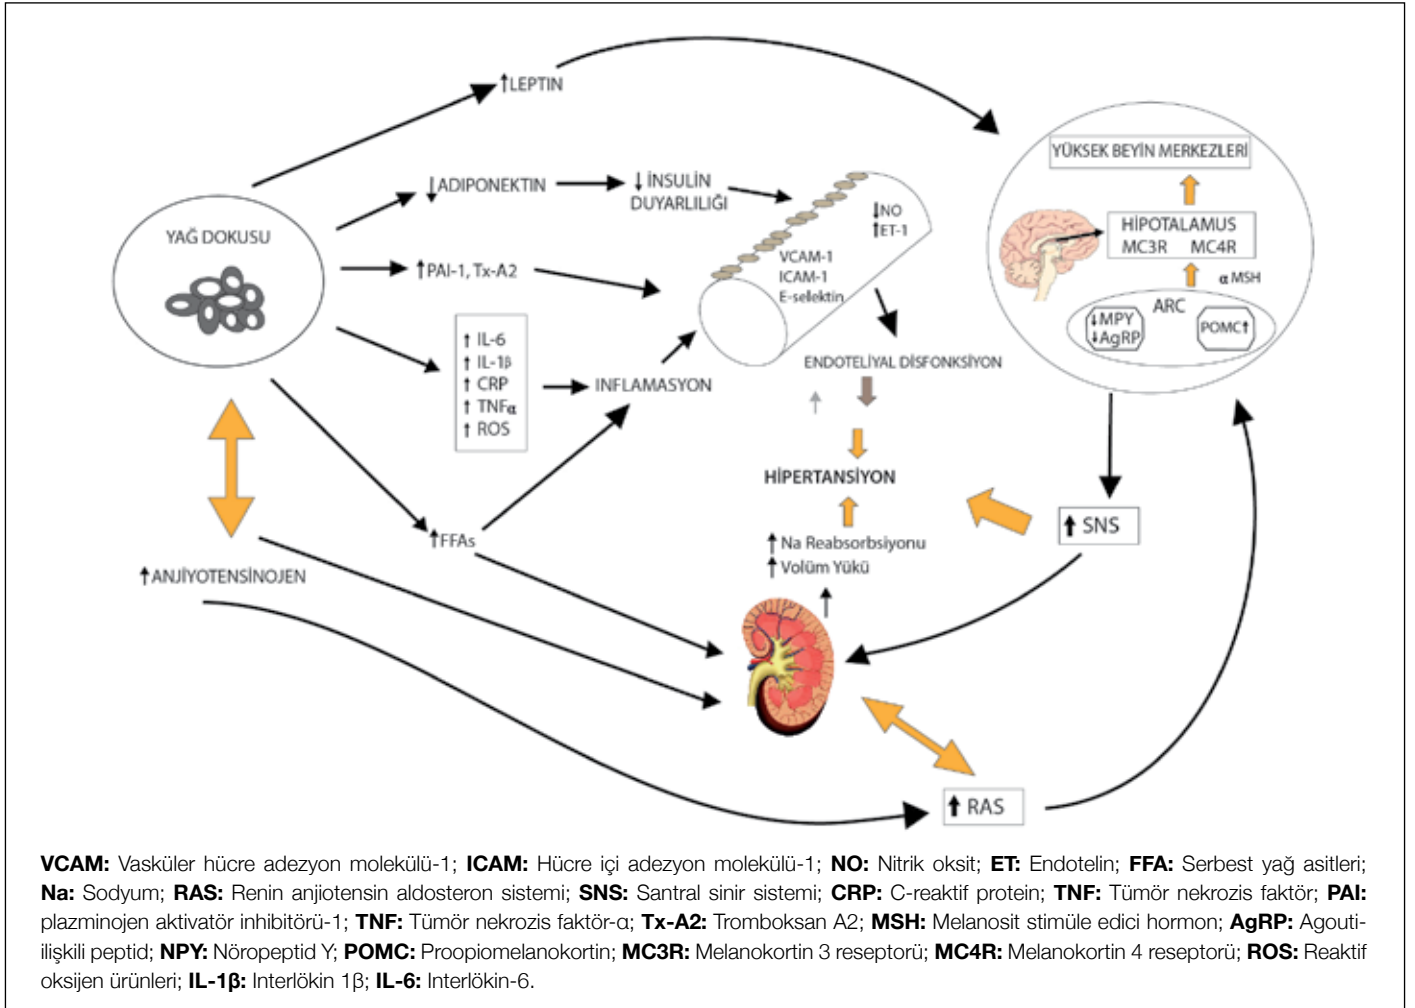 ↑LEPTIN
YÜKSEK BEYİN MERKEZLERİ
↓ADIPONEKTIN
↓İNSULİN
DUYARLILIĞI
↓NO
↑ET-1
HİPOTALAMUS
MC3R MC4R
YAĞ DOKUSU
VCAM-1
ICAM-1
E-selektin
↑PAI-1, Tx-A2
α MSH
ARC
↓MPY
↓AgRP
POMC↑
↑ IL-6
↑ IL-1β
↑ CRP
↑ TNFα
↑ ROS
INFLAMASYON
ENDOTELİYAL DİSFONKSİYON
↑
HİPERTANSİYON
↑ SNS
↑FFAs
↑Na Reabsorbsiyonu
↑Volüm Yükü
↑ANJİYOTENSİNOJEN
↑ RAS
VCAM: Vasküler hücre adezyon molekülü-1; ICAM: Hücre içi adezyon molekülü-1; NO: Nitrik oksit; ET: Endotelin; FFA: Serbest yağ asitleri;
Na: Sodyum; RAS: Renin anjiotensin aldosteron sistemi; SNS: Santral sinir sistemi; CRP: C-reaktif protein; TNF: Tümör nekrozis faktör; PAI:
plazminojen aktivatör inhibitörü-1; TNF: Tümör nekrozis faktör-α; Tx-A2: Tromboksan A2; MSH: Melanosit stimüle edici hormon; AgRP: Agouti-
ilişkili peptid; NPY: Nöropeptid Y; POMC: Proopiomelanokortin; MC3R: Melanokortin 3 reseptorü; MC4R: Melanokortin 4 reseptorü; ROS: Reaktif
oksijen ürünleri; IL-1β: Interlökin 1β; IL-6: Interlökin-6.